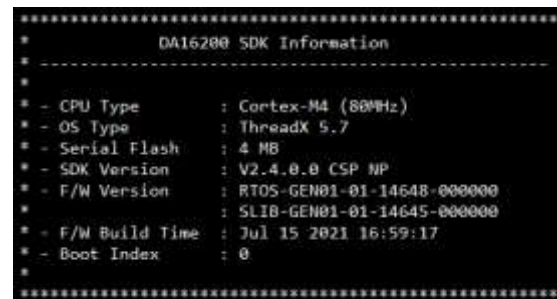 *****************************************************
*             DA16200 SDK Information
* ---------------------------------------------------
*
* - CPU Type        : Cortex-M4 (80MHz)
* - OS Type         : ThreadX 5.7
* - Serial Flash    : 4 MB
* - SDK Version     : V2.4.0.0 CSP NP
* - F/W Version     : RTOS-GEN01-01-14648-000000
*                   : SLIB-GEN01-01-14645-000000
* - F/W Build Time  : Jul 15 2021 16:59:17
* - Boot Index      : 0
*
*****************************************************